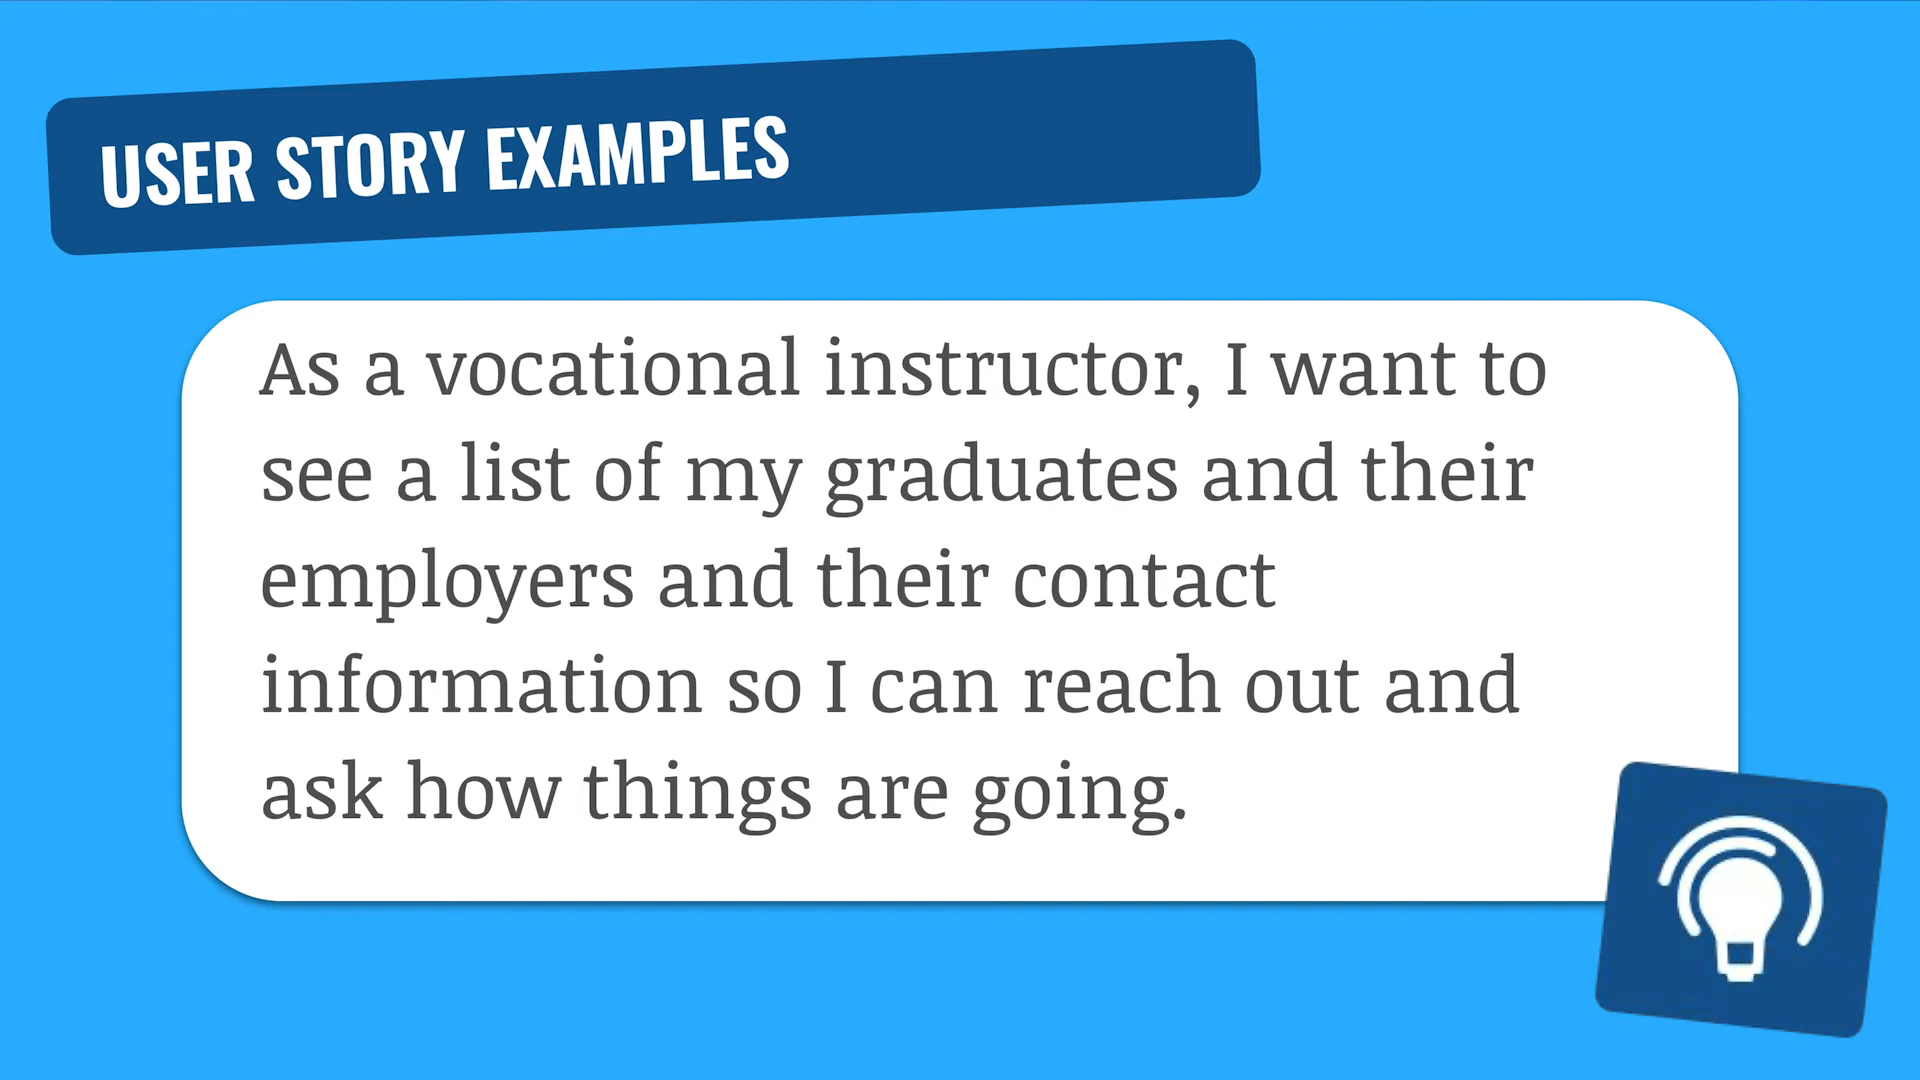 USER STORY EXAMPLES
As a vocational instructor, I want to
see a list of my graduates and their
employers and their contact
information so I can reach out and
ask how things are going.